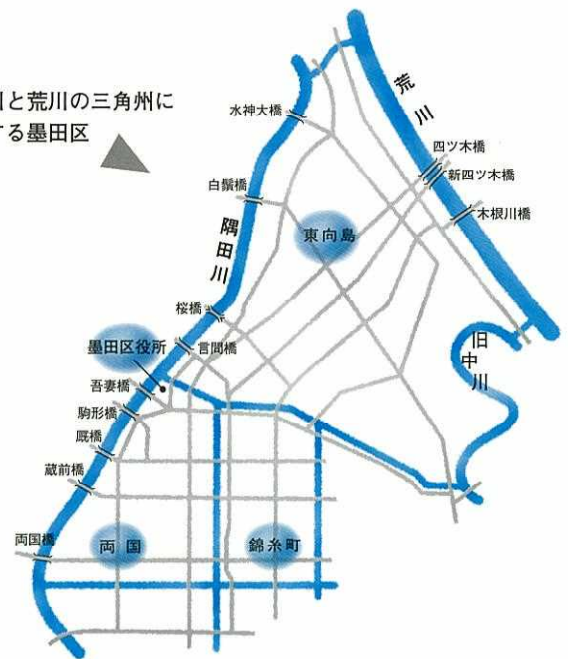 川と荒川の三角州に
する墨田区
水神大橋
荒川
四ツ木橋
新四ツ木橋
木根川橋
白鬚橋
東向島
隅田川
桜橋
言問橋
旧中川
墨田区役所
吾妻橋
駒形橋
厩橋
蔵前橋
両国橋
両国
錦糸町